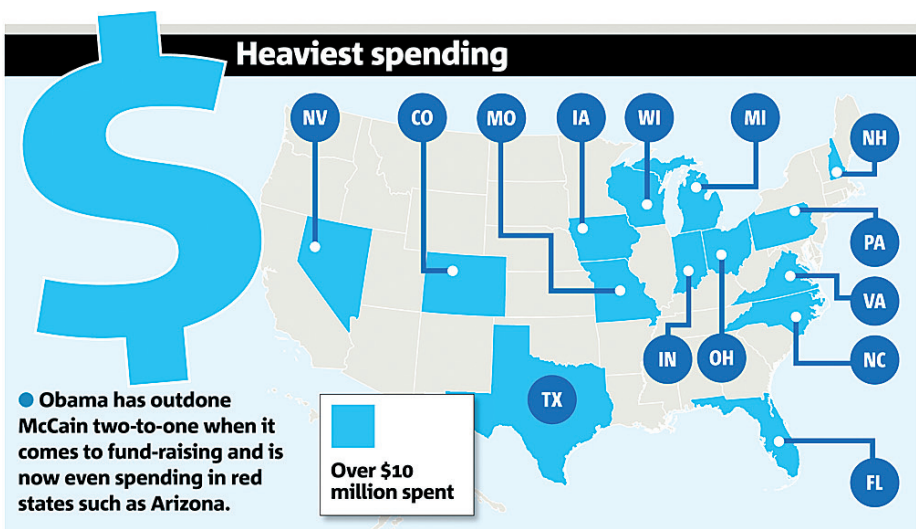 $
Heaviest spending
NV
CO
MO
IA
WI
MI
NH
PA
VA
NC
IN
OH
TX
FL
● Obama has outdone
McCain two-to-one when it
comes to fund-raising and is
now even spending in red
states such as Arizona.
Over $10
million spent